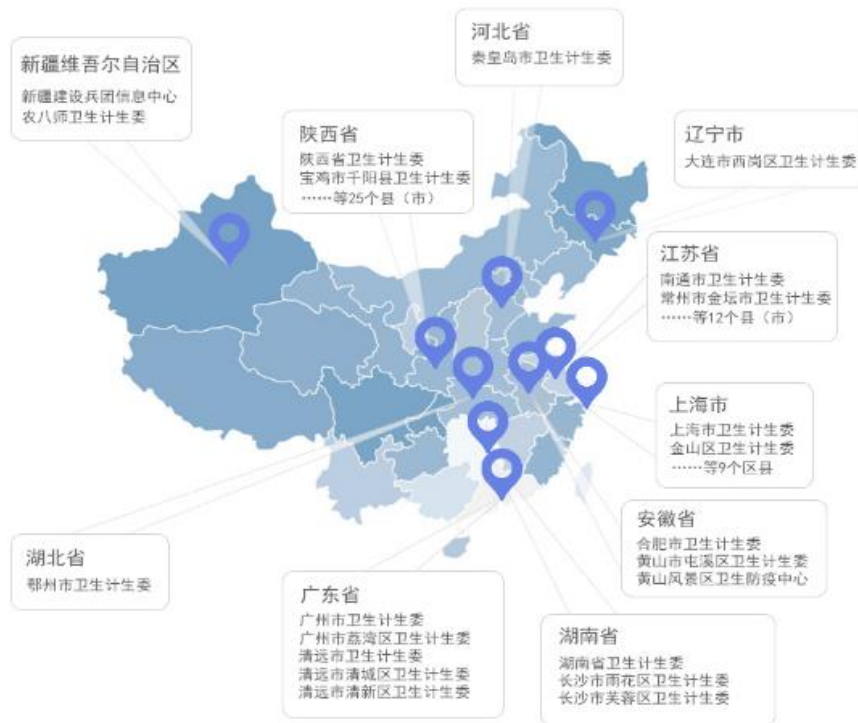 河北省
秦皇岛市卫生计生委
新疆维吾尔自治区
新疆建设兵团信息中心
农八师卫生计生委
陕西省
陕西省卫生计生委
宝鸡市千阳县卫生计生委
……等25个县（市）
辽宁市
大连市西岗区卫生计生委
江苏省
南通市卫生计生委
常州市金坛市卫生计生委
……等12个县（市）
上海市
上海市卫生计生委
金山区卫生计生委
……等9个区县
安徽省
合肥市卫生计生委
黄山市屯溪区卫生计生委
黄山风景区卫生防疫中心
湖北省
鄂州市卫生计生委
广东省
广州市卫生计生委
广州市荔湾区卫生计生委
清远市卫生计生委
清远市清城区卫生计生委
清远市清新区卫生计生委
湖南省
湖南省卫生计生委
长沙市雨花区卫生计生委
长沙市芙蓉区卫生计生委